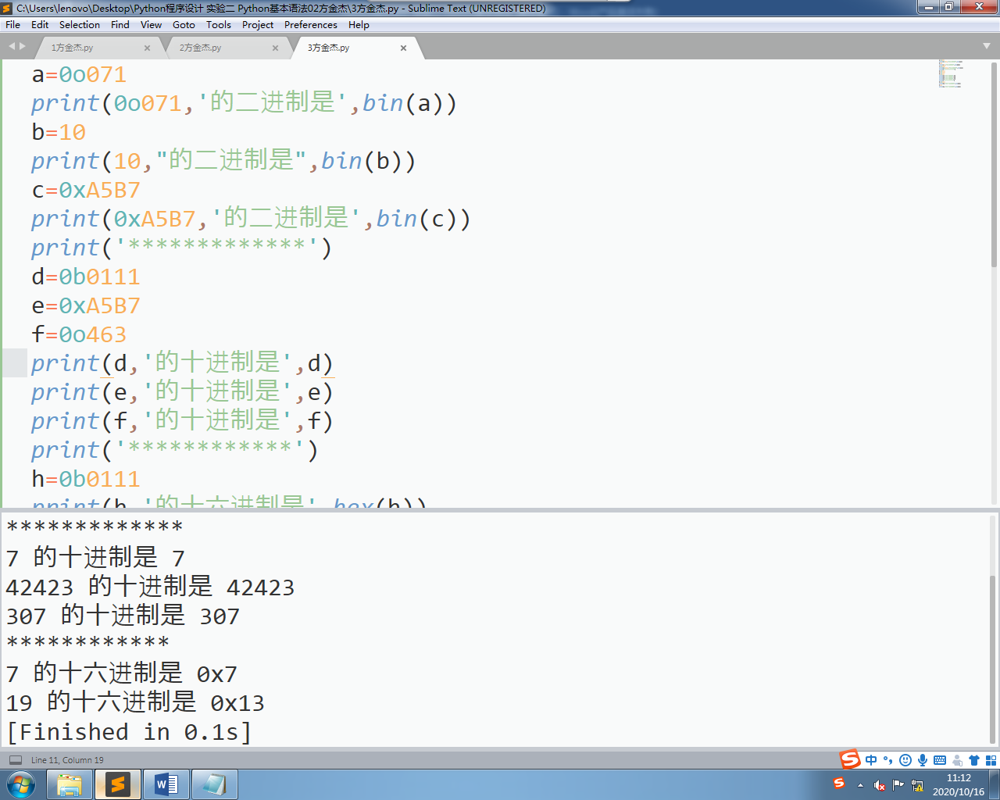 C:\Users\lenovo\Desktop\Python程序设计 实验二 Python基本语法02方金杰\3方金杰.py - Sublime Text (UNREGISTERED)
File Edit Selection Find View Goto Tools Project Preferences Help
1方金杰.py 2方金杰.py 3方金杰.py
a=0o071
print(0o071,'的二进制是',bin(a))
b=10
print(10,"的二进制是",bin(b))
c=0xA5B7
print(0xA5B7,'的二进制是',bin(c))
print('*************')
d=0b0111
e=0xA5B7
f=0o463
print(d,'的十进制是',d)
print(e,'的十进制是',e)
print(f,'的十进制是',f)
print('************')
h=0b0111
print(h,'的十六进制是',hex(h))
*************
7 的十进制是 7
42423 的十进制是 42423
307 的十进制是 307
************
7 的十六进制是 0x7
19 的十六进制是 0x13
[Finished in 0.1s]
Line 11, Column 19
中
11:12
2020/10/16